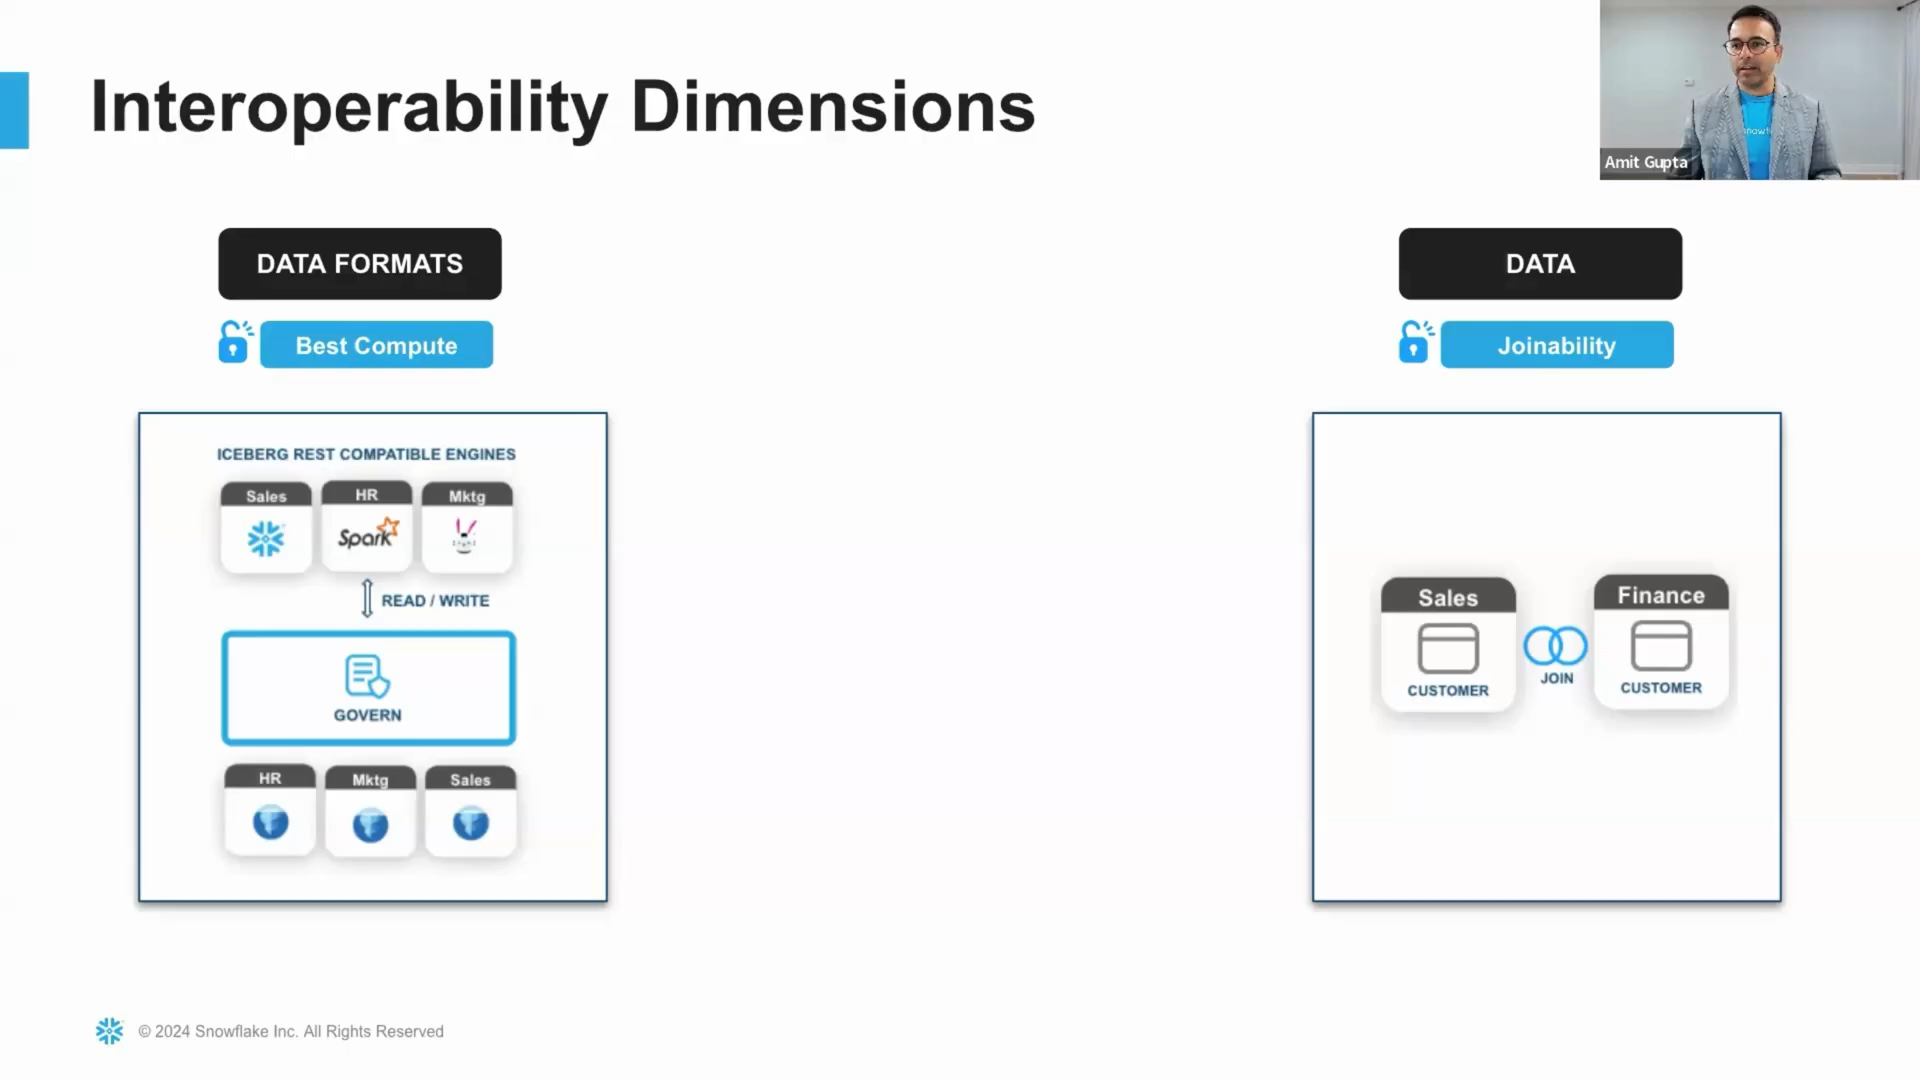 Interoperability Dimensions
Amit Gupta
DATA FORMATS
Best Compute
ICEBERG REST COMPATIBLE ENGINES
Sales
HR
Mktg
Spark
READ / WRITE
GOVERN
HR
Mktg
Sales
DATA
Joinability
Sales
CUSTOMER
JOIN
Finance
CUSTOMER
© 2024 Snowflake Inc. All Rights Reserved